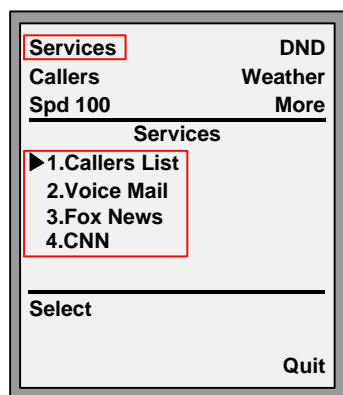 Services DND
Callers Weather
Spd 100 More
Services
1.Callers List
2.Voice Mail
3.Fox News
4.CNN
Select
Quit